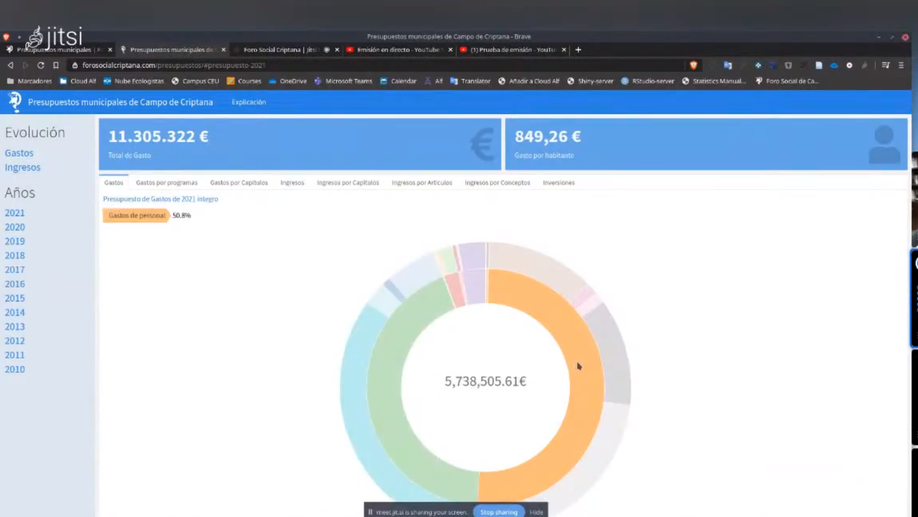 jitsi
Presupuestos municipales de Campo de Criptana - Brave
Presupuestos municipales
Presupuestos municipales de
Foro Social Criptana | Jitsi
Emisión en directo - YouTube
(1) Prueba de emisión - YouTu
forosocialcriptana.com/presupuestos/#presupuesto-2021
Marcadores
Cloud Alf
Nube Ecologistas
Campus CEU
Courses
OneDrive
Microsoft Teams
Calendar
Translator
Añadir a Cloud Alf
Shiny-server
RStudio-server
Statistics Manual...
Foro Social de Ca...
Presupuestos municipales de Campo de Criptana
Explicación
Evolución
Gastos
Ingresos
Años
2021
2020
2019
2018
2017
2016
2015
2014
2013
2012
2011
2010
11.305.322 €
Total de Gasto
849,26 €
Gasto por habitante
Gastos
Gastos por programas
Gastos por Capítulos
Ingresos
Ingresos por Capítulos
Ingresos por Artículos
Ingresos por Conceptos
Inversiones
Presupuesto de Gastos de 2021 íntegro
Gastos de personal
50.8%
5,738,505.61€
meet.jit.si is sharing your screen.
Stop sharing
Hide